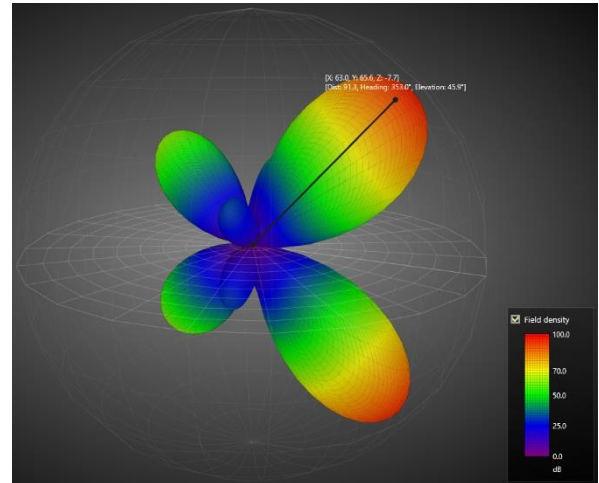 [X: 63.0, Y: 65.6, Z: -7.7]
[Dist: 91.3, Heading: 353.0°, Elevation: 45.9°]
Field density
100.0
70.0
50.0
25.0
0.0
dB